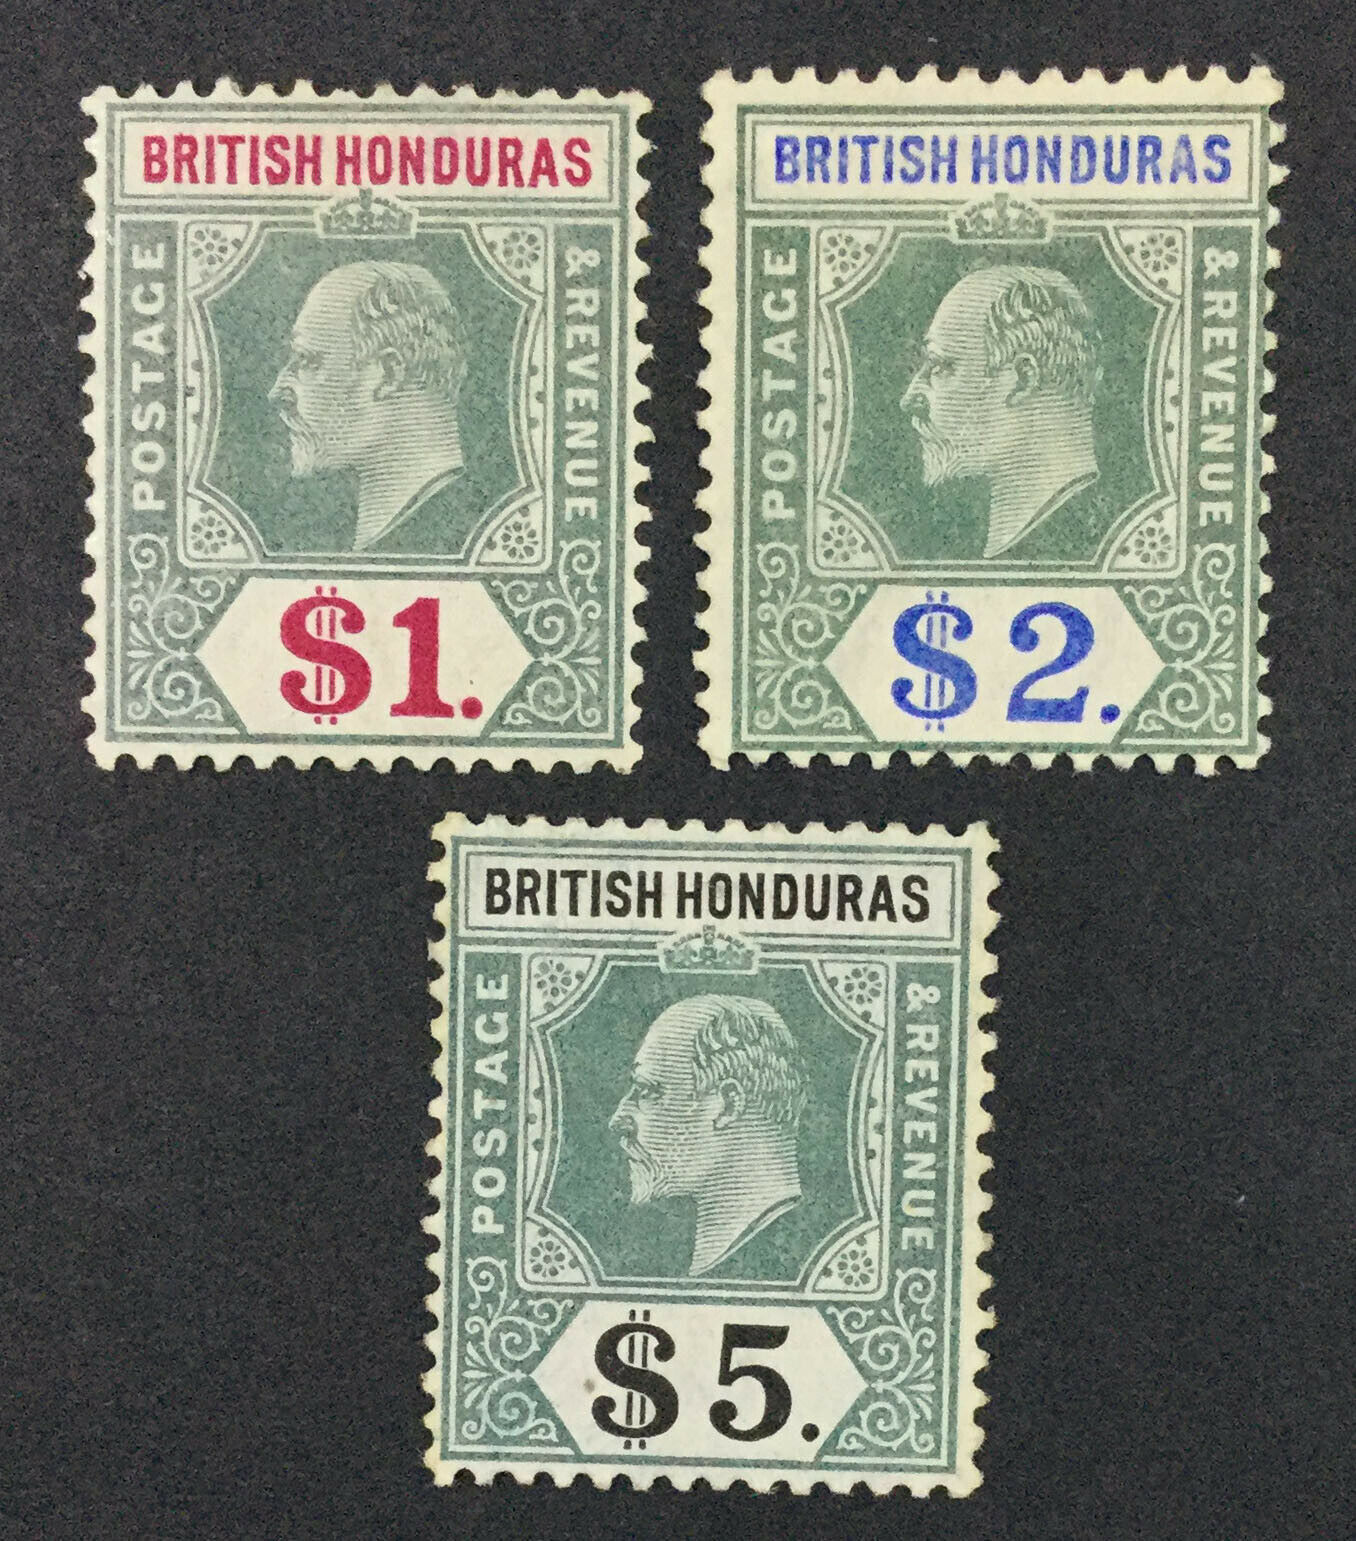 BRITISH HONDURAS
POSTAGE
& REVENUE
$1.
BRITISH HONDURAS
POSTAGE
& REVENUE
$2.
BRITISH HONDURAS
POSTAGE
& REVENUE
$5.